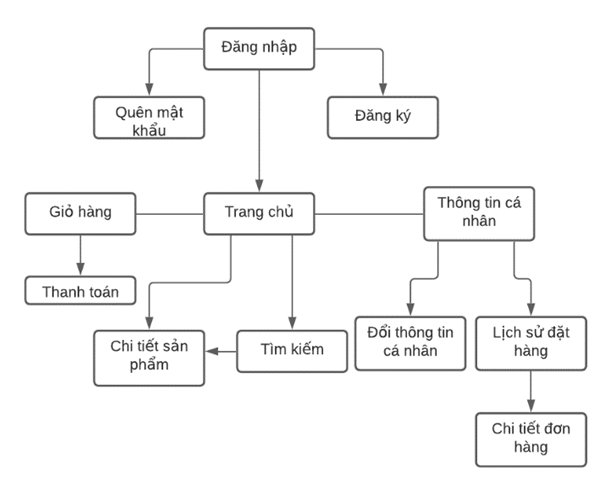 Đăng nhập
Quên mật
khẩu
Đăng ký
Giỏ hàng
Trang chủ
Thông tin cá
nhân
Thanh toán
Chi tiết sản
phẩm
Tìm kiếm
Đổi thông tin
cá nhân
Lịch sử đặt
hàng
Chi tiết đơn
hàng